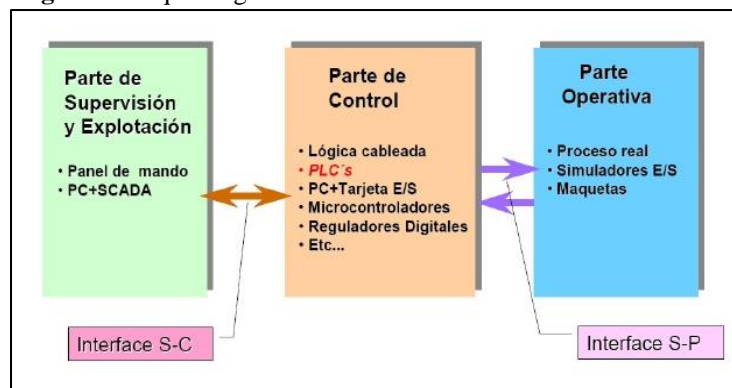 Parte de
Supervisión
y Explotación
• Panel de mando
• PC+SCADA
Parte de
Control
• Lógica cableada
• PLC´s
• PC+Tarjeta E/S
• Microcontroladores
• Reguladores Digitales
• Etc...
Parte
Operativa
• Proceso real
• Simuladores E/S
• Maquetas
Interface S-C
Interface S-P